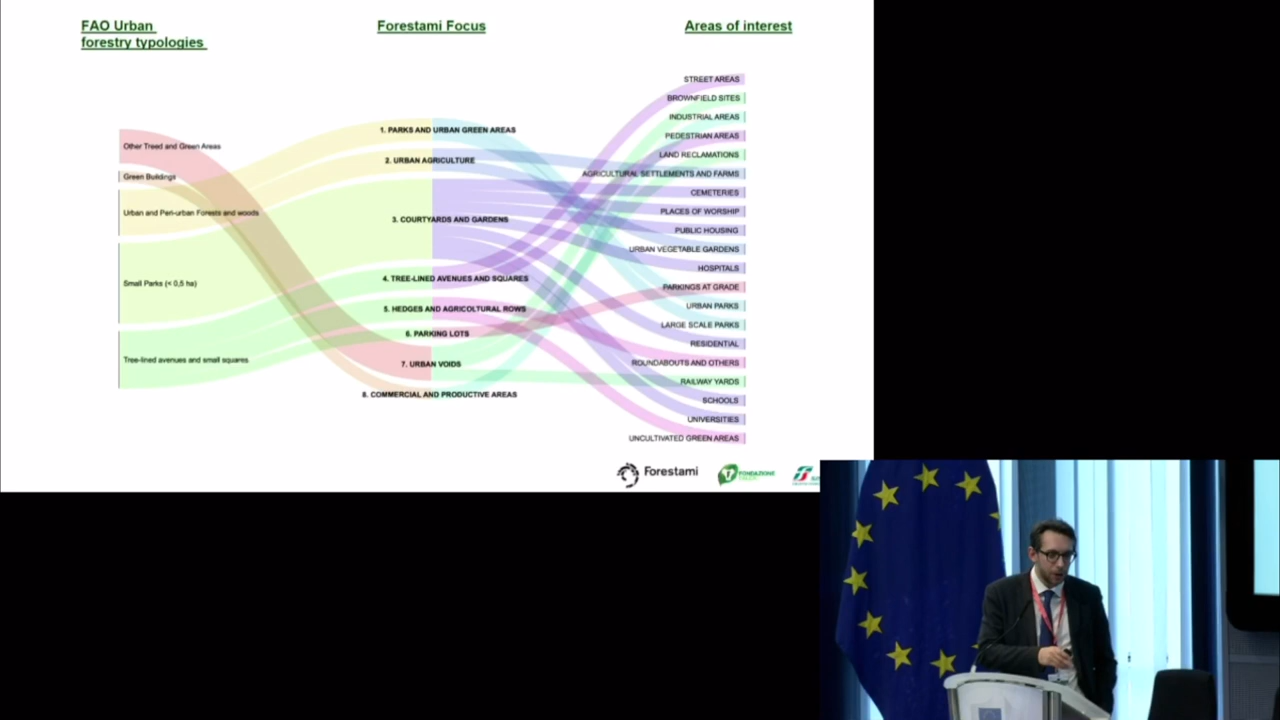 FAO Urban
forestry typologies
Forestami Focus
Areas of interest
Other Treed and Green Areas
Green Buildings
Urban and Peri-urban Forests and woods
Small Parks (< 0,5 ha)
Tree-lined avenues and small squares
1. PARKS AND URBAN GREEN AREAS
2. URBAN AGRICULTURE
3. COURTYARDS AND GARDENS
4. TREE-LINED AVENUES AND SQUARES
5. HEDGES AND AGRICOLTURAL ROWS
6. PARKING LOTS
7. URBAN VOIDS
8. COMMERCIAL AND PRODUCTIVE AREAS
STREET AREAS
BROWNFIELD SITES
INDUSTRIAL AREAS
PEDESTRIAN AREAS
LAND RECLAMATIONS
AGRICULTURAL SETTLEMENTS AND FARMS
CEMETERIES
PLACES OF WORSHIP
PUBLIC HOUSING
URBAN VEGETABLE GARDENS
HOSPITALS
PARKINGS AT GRADE
URBAN PARKS
LARGE SCALE PARKS
RESIDENTIAL
ROUNDABOUTS AND OTHERS
RAILWAY YARDS
SCHOOLS
UNIVERSITIES
UNCULTIVATED GREEN AREAS
Forestami
FONDAZIONE